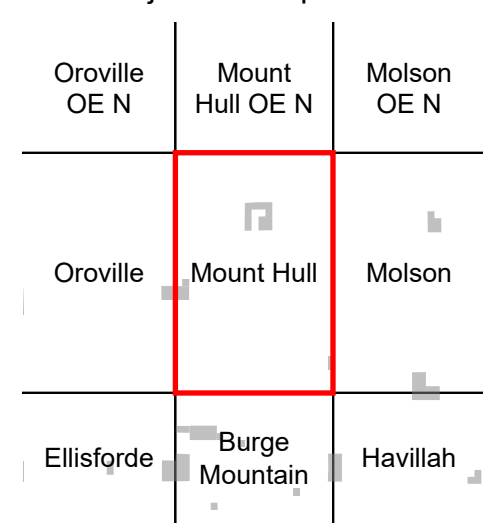 Oroville
OE N
Mount
Hull OE N
Molson
OE N
Oroville
Mount Hull
Molson
Ellisforde
Burge
Mountain
Havillah